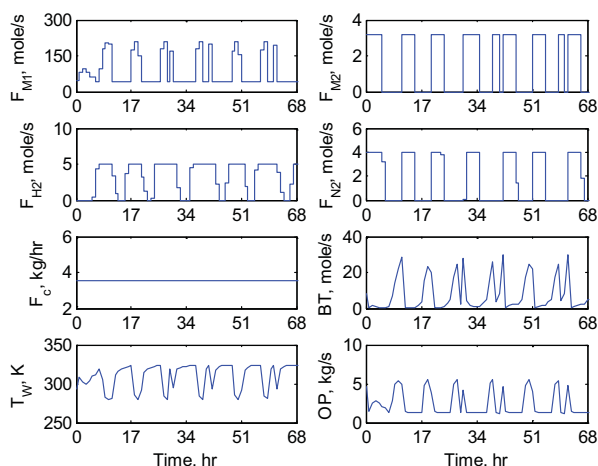 F_M1, mole/s
300
150
0
0 17 34 51 68
F_M2, mole/s
4
2
0
0 17 34 51 68
F_H2, mole/s
10
5
0
0 17 34 51 68
F_N2, mole/s
6
4
2
0
0 17 34 51 68
F_c, kg/hr
6
4
2
0 17 34 51 68
BT, mole/s
40
20
0
0 17 34 51 68
T_W, K
350
300
250
0 17 34 51 68
Time, hr
OP, kg/s
10
5
0
0 17 34 51 68
Time, hr